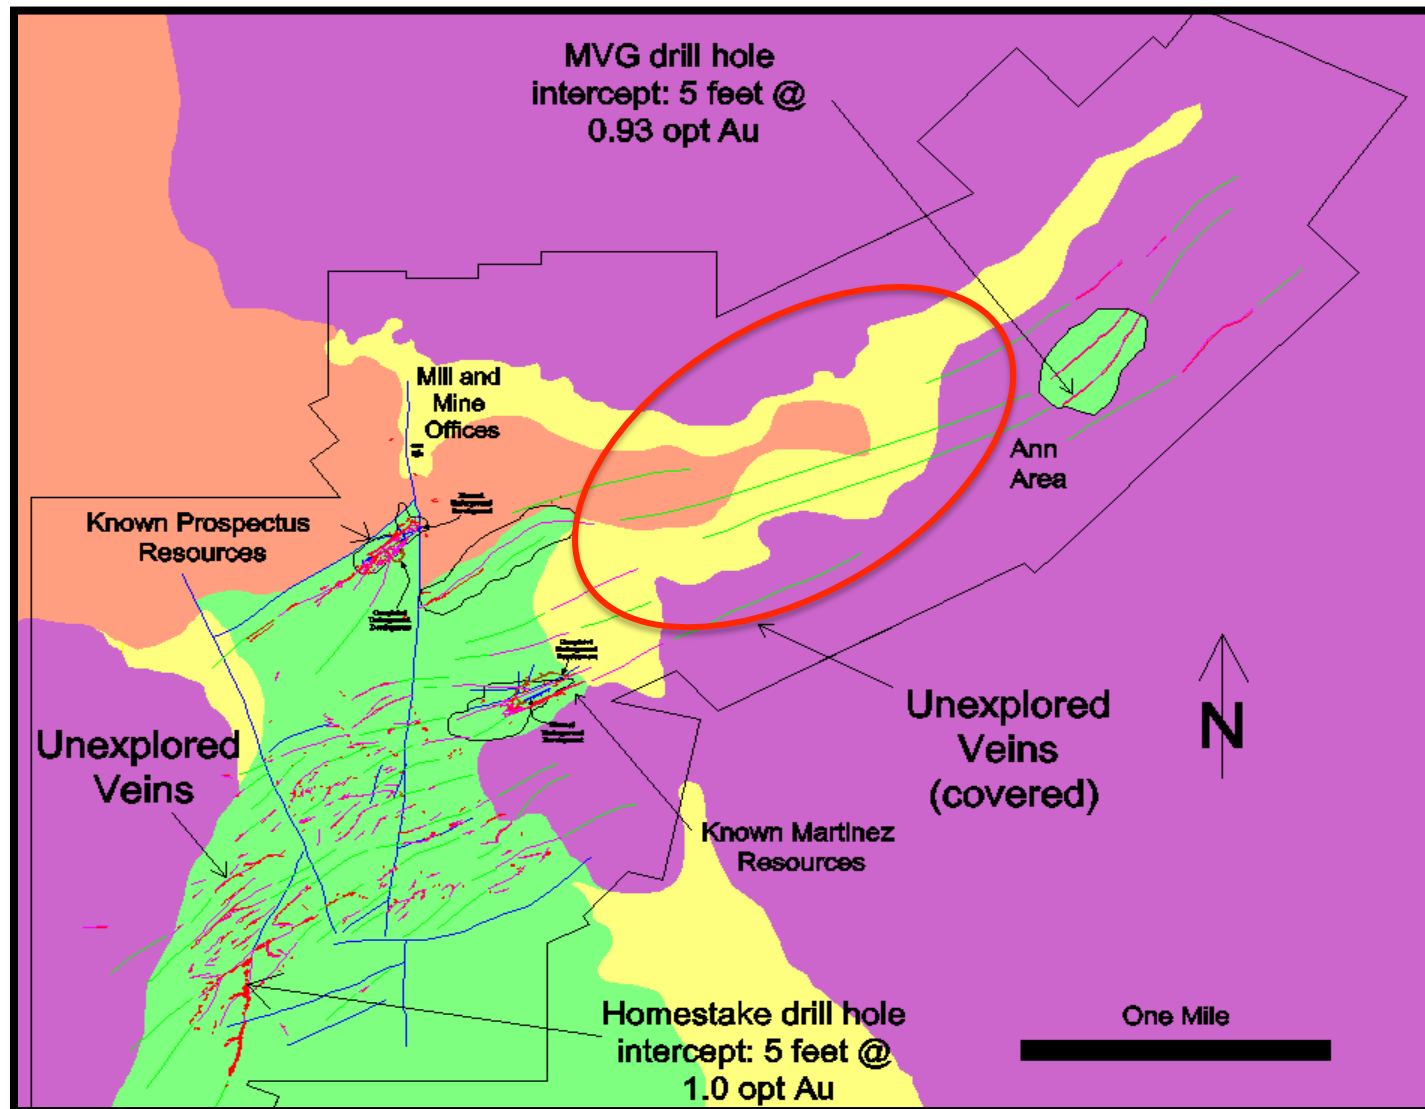 MVG drill hole
intercept: 5 feet @
0.93 opt Au
Mill and
Mine
Offices
Ann
Area
Known Prospectus
Resources
Unexplored
Veins
Unexplored
Veins
(covered)
N
Known Martinez
Resources
Homestake drill hole
intercept: 5 feet @
1.0 opt Au
One Mile